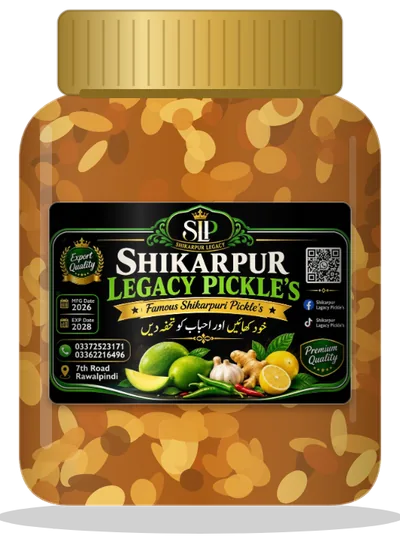 SLP
SHIKARPUR LEGACY
SHIKARPUR
LEGACY PICKLE'S
Famous Shikarpuri Pickle's
خود کھائیں اور احباب کو تحفہ دیں
Export
Quality
MFG Date
2026
EXP Date
2028
03372523171
03362216496
7th Road
Rawalpindi
Shikarpur
Legacy Pickle's
Shikarpur
Legacy Pickle's
Premium
Quality